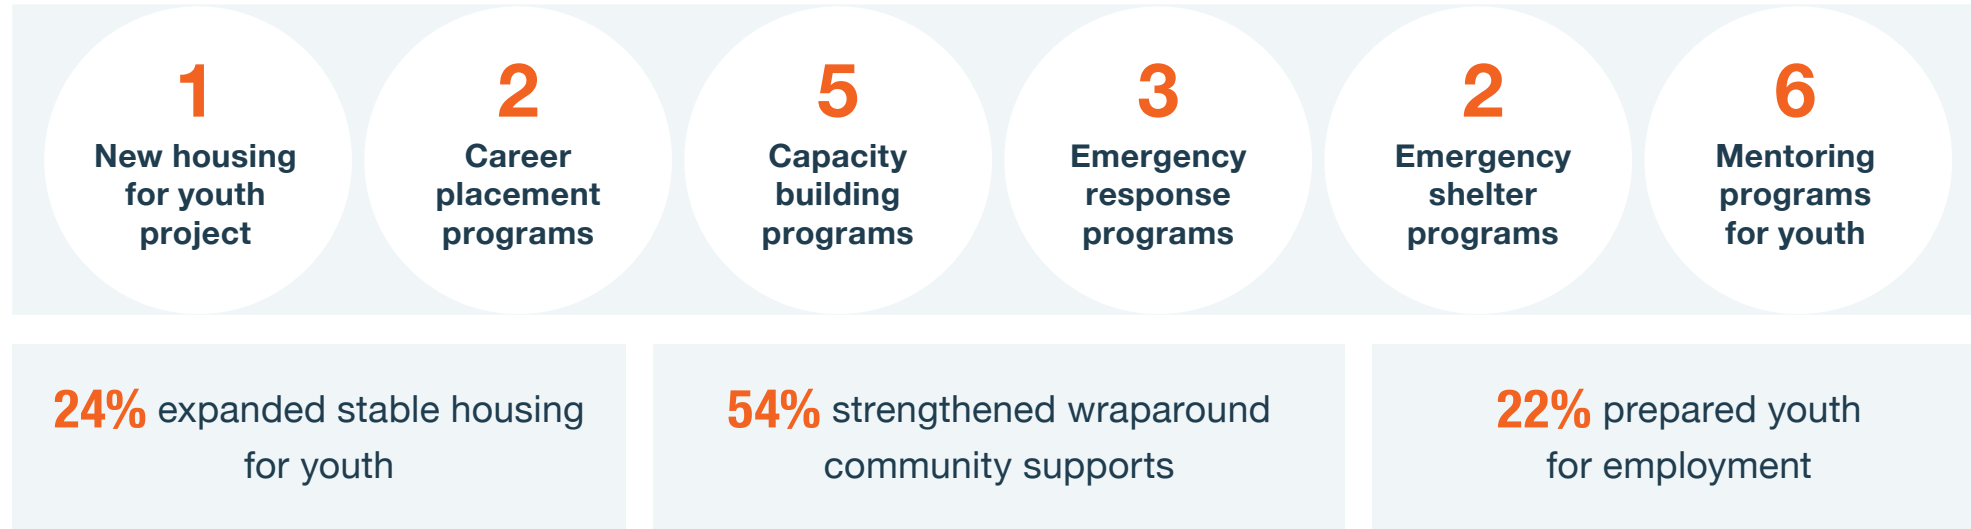 1
New housing
for youth
project
2
Career
placement
programs
5
Capacity
building
programs
3
Emergency
response
programs
2
Emergency
shelter
programs
6
Mentoring
programs
for youth
24% expanded stable housing
for youth
54% strengthened wraparound
community supports
22% prepared youth
for employment